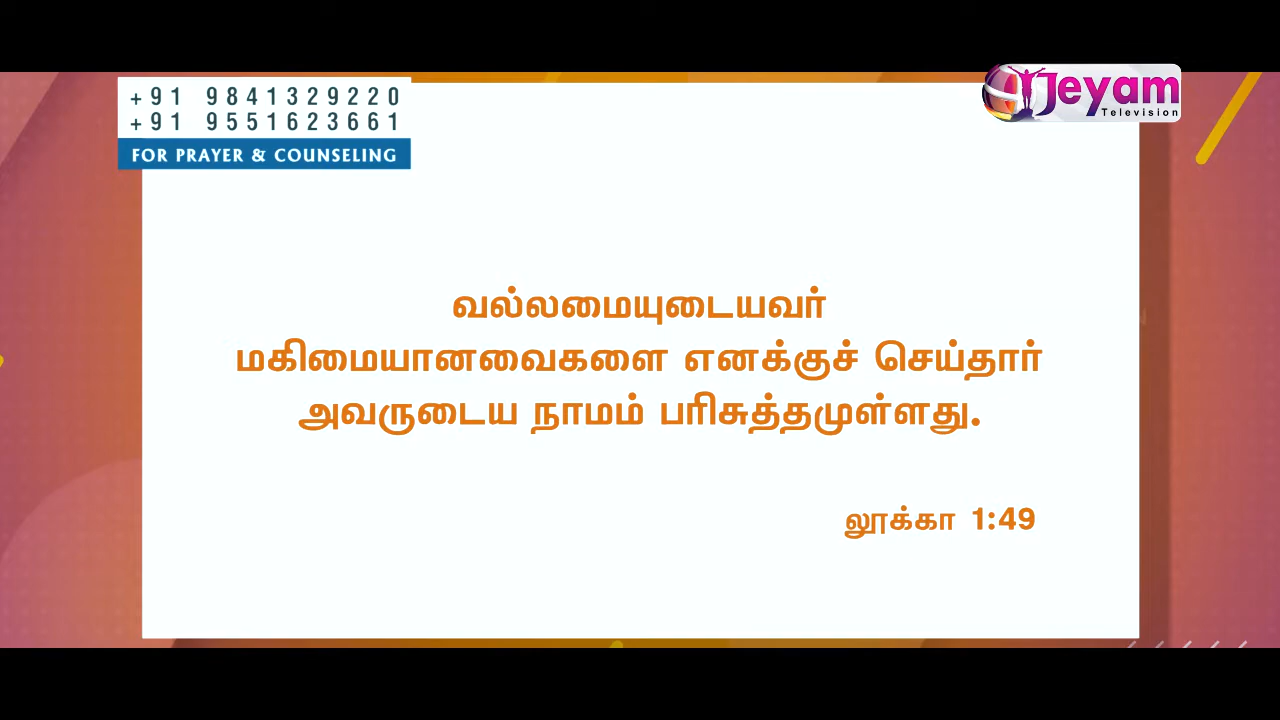 +91 9841329220
+91 9551623661
FOR PRAYER & COUNSELING
Jeyam
Television
வல்லமையுடையவர்
மகிமையானவைகளை எனக்குச் செய்தார்
அவருடைய நாமம் பரிசுத்தமுள்ளது.
லூக்கா 1:49